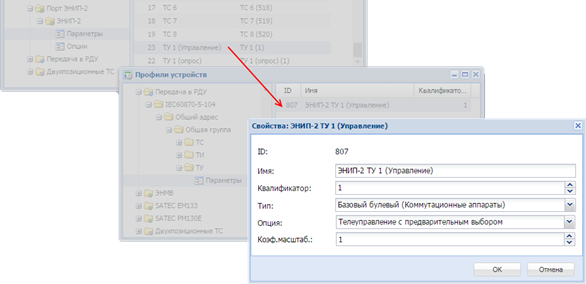 Порт ЭНИП-2
ЭНИП-2
Параметры
Опции
Передача в РДУ
Двухпозиционные ТС
17 ТС 6 ТС 6 (518)
18 ТС 7 ТС 7 (519)
19 ТС 8 ТС 8 (520)
23 ТУ 1 (Управление) ТУ 1 (1)
22 ТУ 1 (опрос) ТУ 1 (опрос) (1)
Профили устройств
Передача в РДУ
IEC60870-5-104
Общий адрес
Общая группа
ТС
ТИ
ТУ
Параметры
ЭНМВ
SATEC EM133
SATEC PM130E
Двухпозиционные ТС
ID Имя Квалификато...
807 ЭНИП-2 ТУ 1 (Управление) 1
Свойства: ЭНИП-2 ТУ 1 (Управление)
ID: 807
Имя: ЭНИП-2 ТУ 1 (Управление)
Квалификатор: 1
Тип: Базовый булевый (Коммутационные аппараты)
Опция: Телеуправление с предварительным выбором
Коэф.масштаб.: 1
OK Отмена